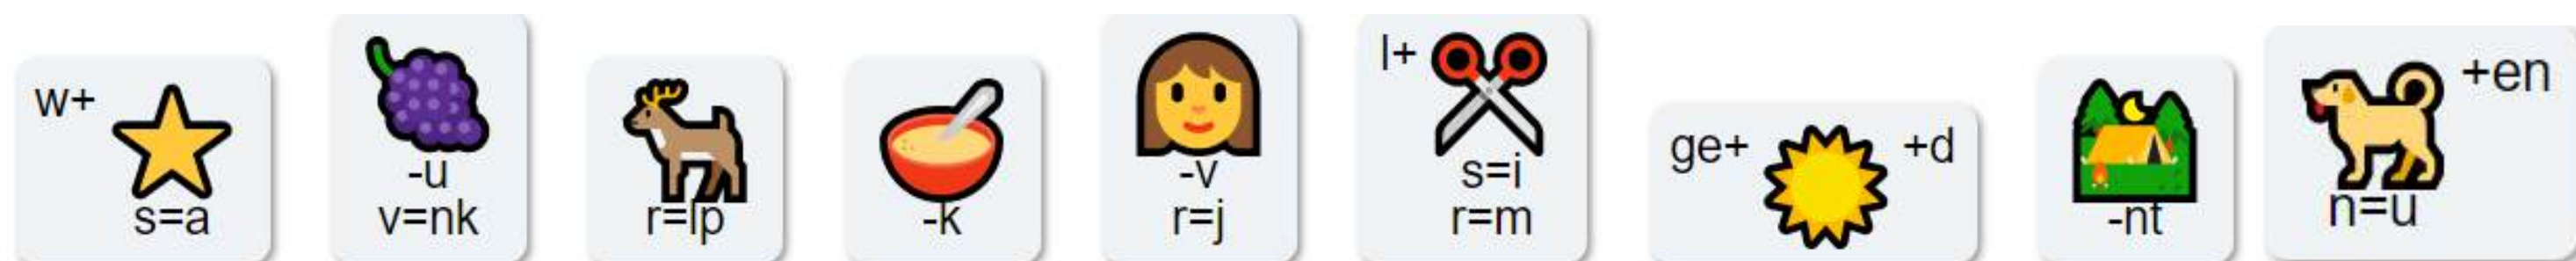 w+
s=a
-u
v=nk
r=lp
-k
-v
r=j
l+
s=i
r=m
ge+ +d
-nt
+en
n=u